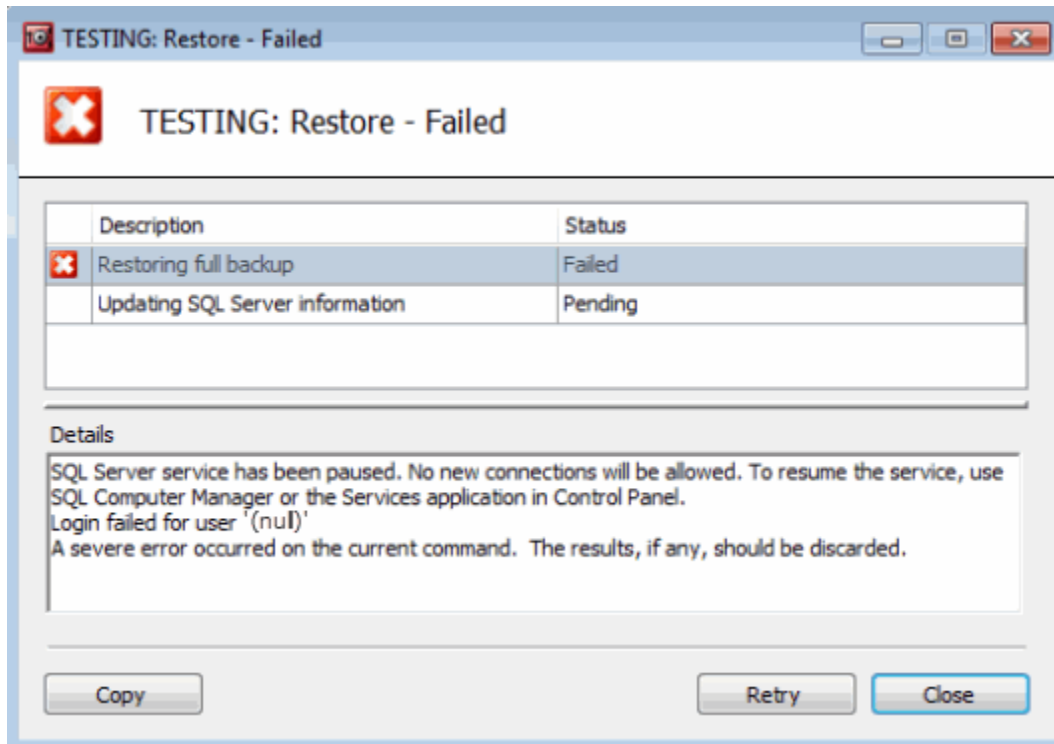 TESTING: Restore - Failed
TESTING: Restore - Failed
Description Status
Restoring full backup Failed
Updating SQL Server information Pending
Details
SQL Server service has been paused. No new connections will be allowed. To resume the service, use
SQL Computer Manager or the Services application in Control Panel.
Login failed for user '(nul)'
A severe error occurred on the current command.  The results, if any, should be discarded.
Copy Retry Close